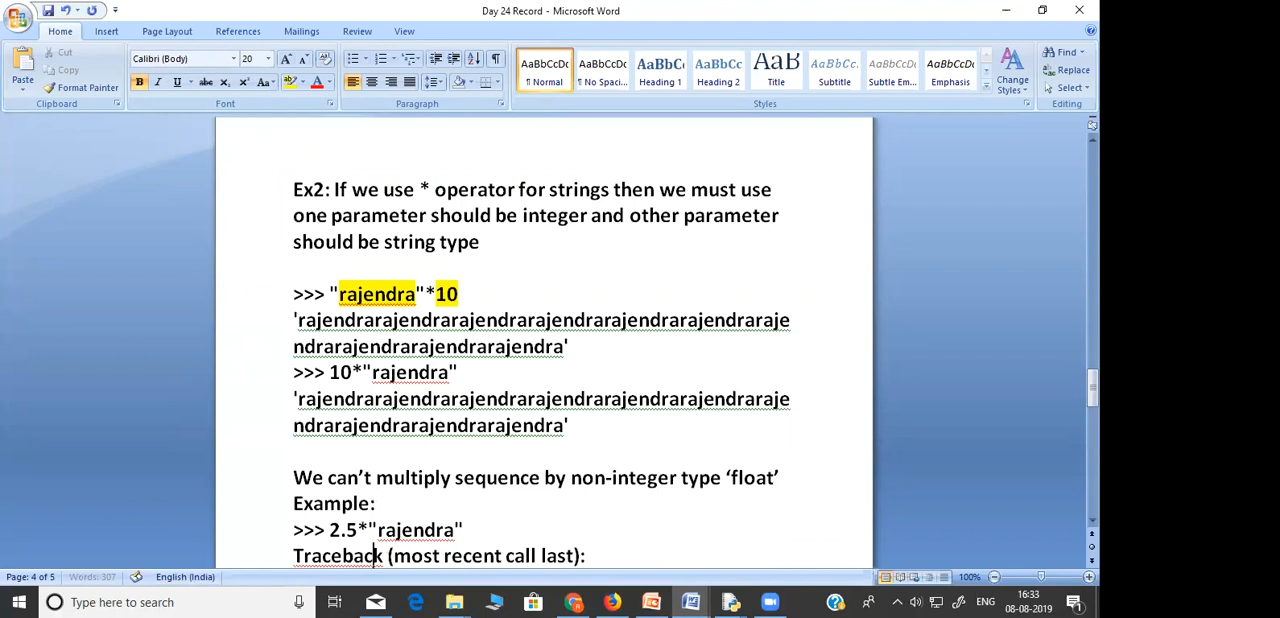 Day 24 Record - Microsoft Word
Home Insert Page Layout References Mailings Review View
Cut
Copy
Format Painter
Paste
Calibri (Body) 20
B I U abc X₂ X² Aa A
AaBbCcDc AaBbCcDc AaBbCc AaBbCc AaB AaBbCc. AaBbCcDc AaBbCcDc
¶ Normal ¶ No Spaci... Heading 1 Heading 2 Title Subtitle Subtle Em... Emphasis
Change Styles
Find
Replace
Select
Clipboard Font Paragraph Styles Editing
Ex2: If we use * operator for strings then we must use
one parameter should be integer and other parameter
should be string type
>>> "rajendra"*10
'rajendrarajendrarajendrarajendrarajendrarajendraraje
ndrarajendrarajendrarajendra'
>>> 10*"rajendra"
'rajendrarajendrarajendrarajendrarajendrarajendraraje
ndrarajendrarajendrarajendra'
We can’t multiply sequence by non-integer type ‘float’
Example:
>>> 2.5*"rajendra"
Traceback (most recent call last):
Page: 4 of 5 Words: 307 English (India) 100%
Type here to search
ENG
16:33
08-08-2019
1